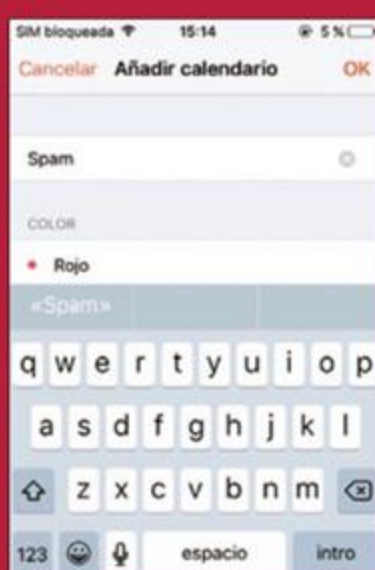 SIM bloqueada 15:14 5 %
Cancelar Añadir calendario OK
Spam
COLOR
Rojo
«Spam»
q w e r t y u i o p
a s d f g h j k l
z x c v b n m
123 espacio intro